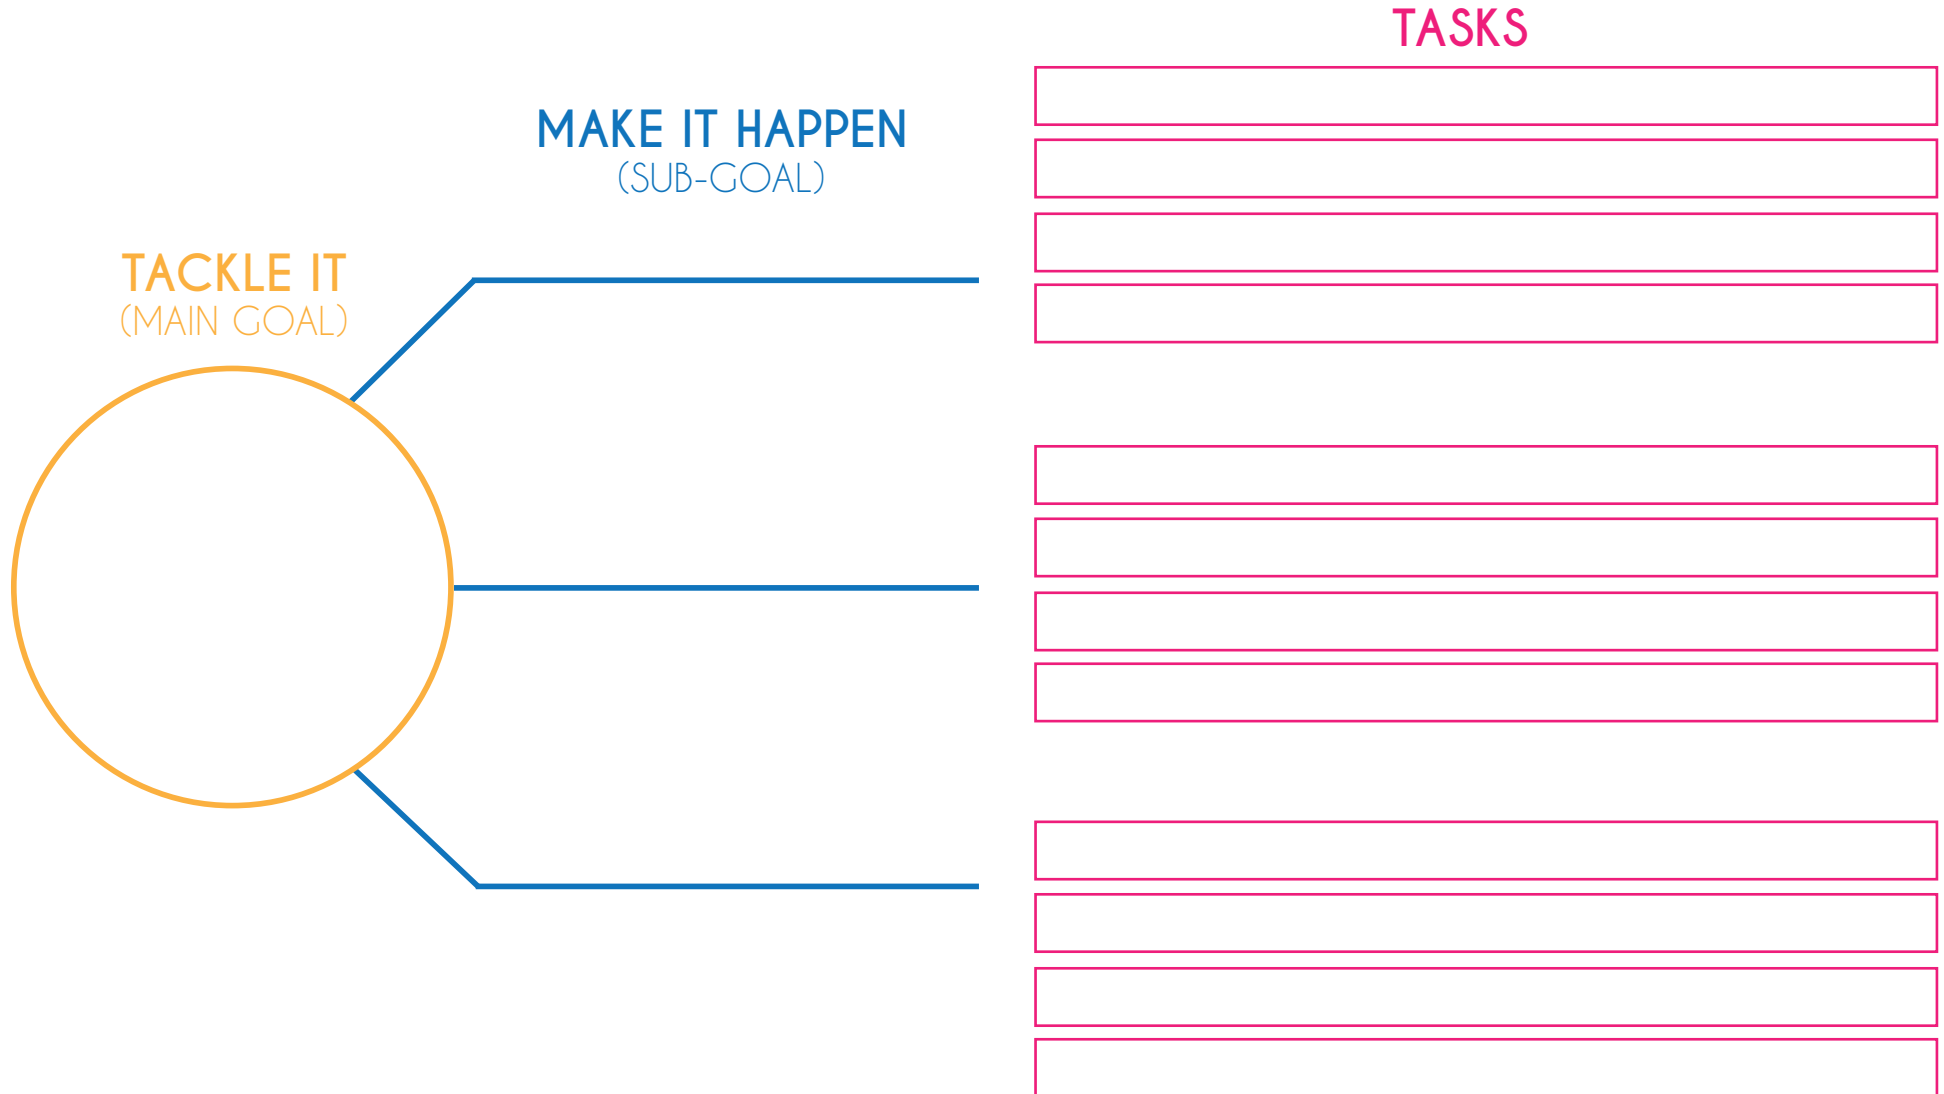 TASKS
MAKE IT HAPPEN
(SUB-GOAL)
TACKLE IT
(MAIN GOAL)